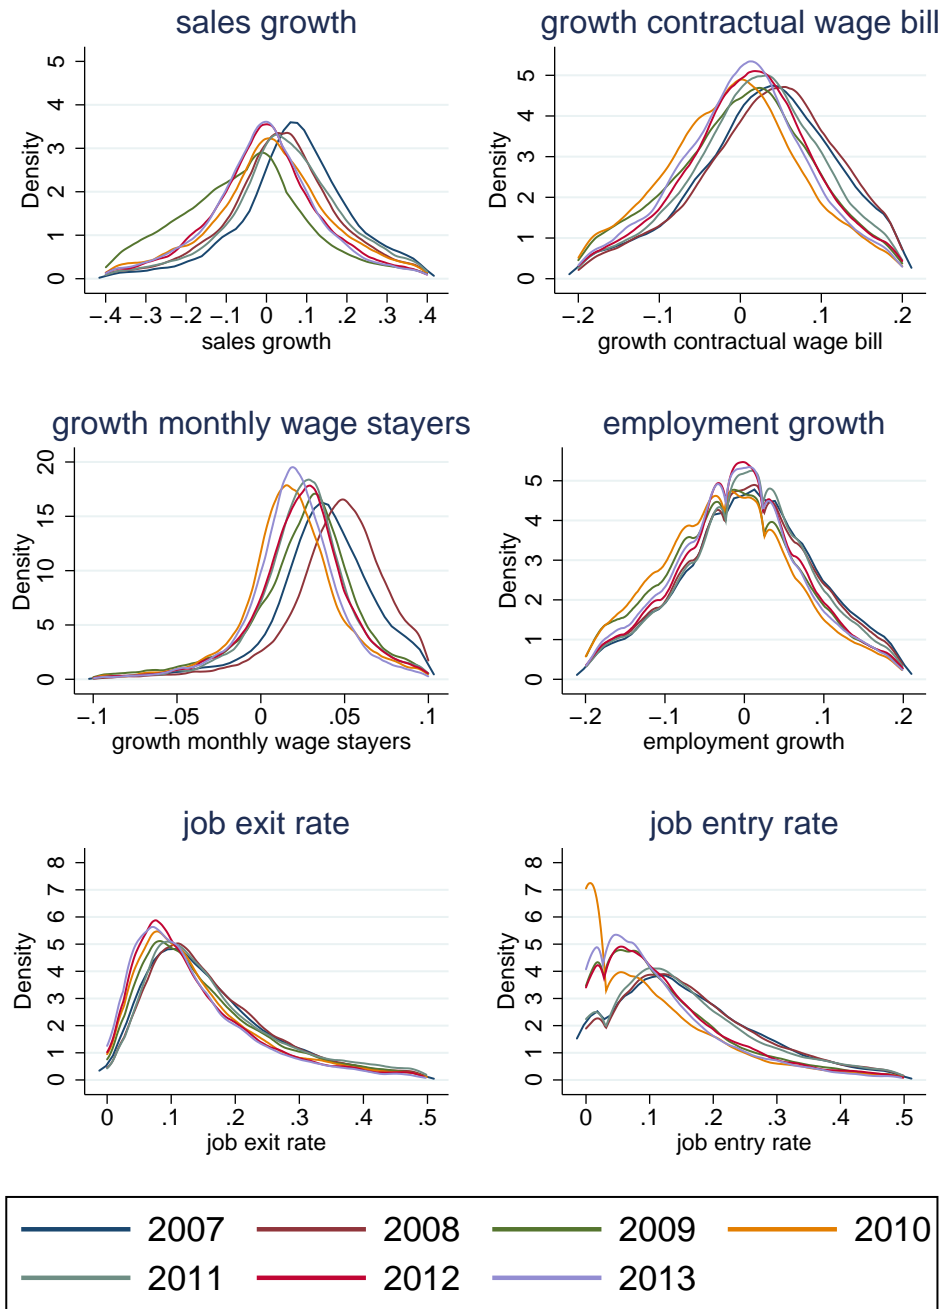 sales growth
growth contractual wage bill
Density
0 1 2 3 4 5
−.4 −.3 −.2 −.1 0 .1 .2 .3 .4
sales growth
Density
0 1 2 3 4 5
−.2 −.1 0 .1 .2
growth contractual wage bill
growth monthly wage stayers
employment growth
Density
0 5 10 15 20
−.1 −.05 0 .05 .1
growth monthly wage stayers
Density
0 1 2 3 4 5
−.2 −.1 0 .1 .2
employment growth
job exit rate
job entry rate
Density
0 1 2 3 4 5 6 7 8
0 .1 .2 .3 .4 .5
job exit rate
Density
0 1 2 3 4 5 6 7 8
0 .1 .2 .3 .4 .5
job entry rate
2007 2008 2009 2010
2011 2012 2013